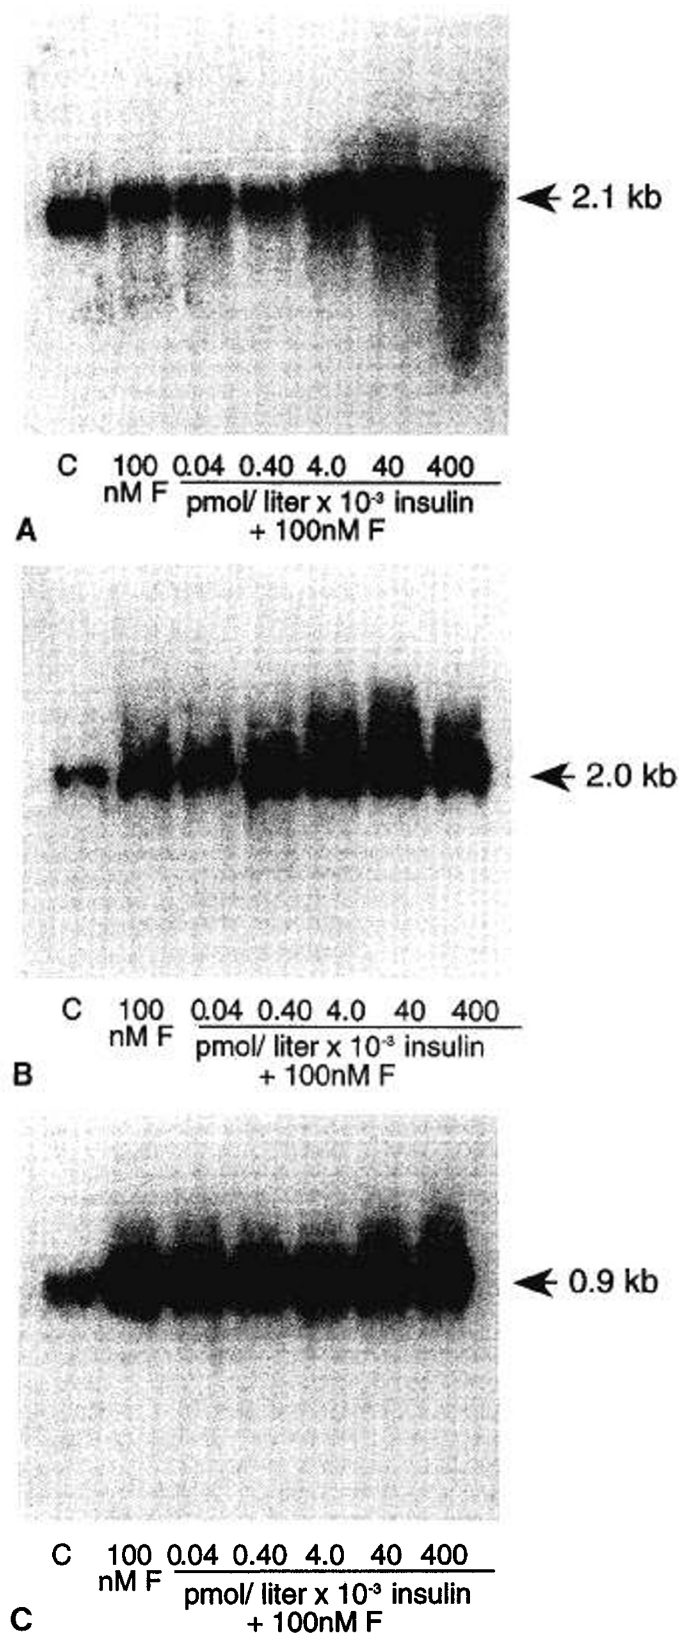 2.1 kb
C 100 0.04 0.40 4.0 40 400
nM F pmol/ liter x 10⁻³ insulin
+ 100nM F
A
2.0 kb
C 100 0.04 0.40 4.0 40 400
nM F pmol/ liter x 10⁻³ insulin
+ 100nM F
B
0.9 kb
C 100 0.04 0.40 4.0 40 400
nM F pmol/ liter x 10⁻³ insulin
+ 100nM F
C